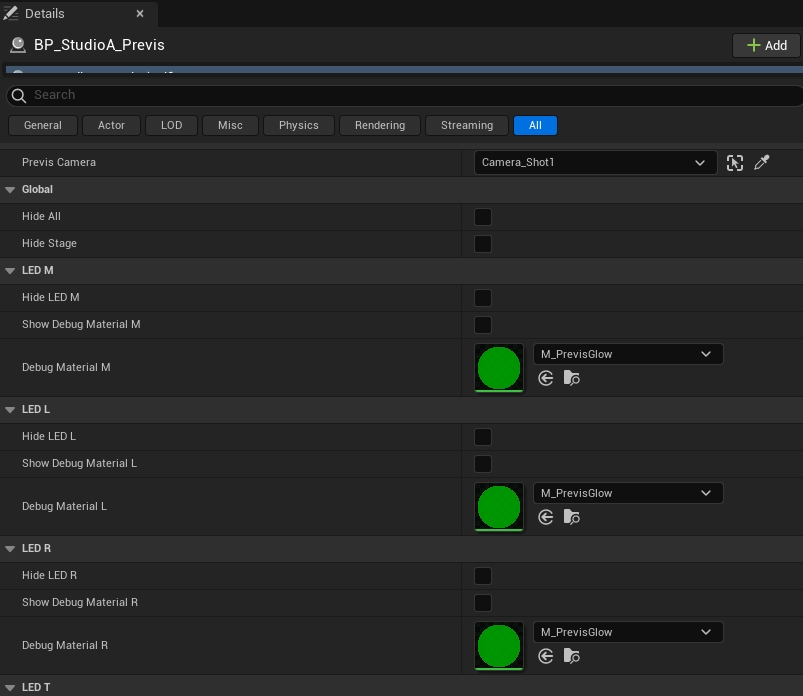 Details
BP_StudioA_Previs
Add
Search
General Actor LOD Misc Physics Rendering Streaming All
Previs Camera Camera_Shot1
Global
Hide All
Hide Stage
LED M
Hide LED M
Show Debug Material M
Debug Material M M_PrevisGlow
LED L
Hide LED L
Show Debug Material L
Debug Material L M_PrevisGlow
LED R
Hide LED R
Show Debug Material R
Debug Material R M_PrevisGlow
LED T